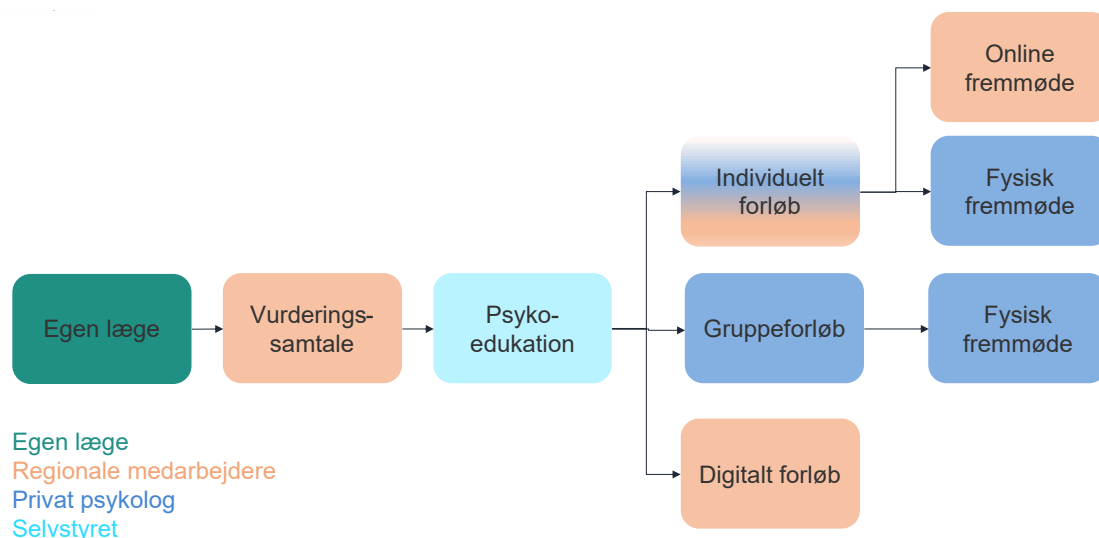 Online
fremmøde
Individuelt
forløb
Fysisk
fremmøde
Egen læge
Vurderings-
samtale
Psyko-
edukation
Gruppeforløb
Fysisk
fremmøde
Digitalt forløb
Egen læge
Regionale medarbejdere
Privat psykolog
Selvstyret